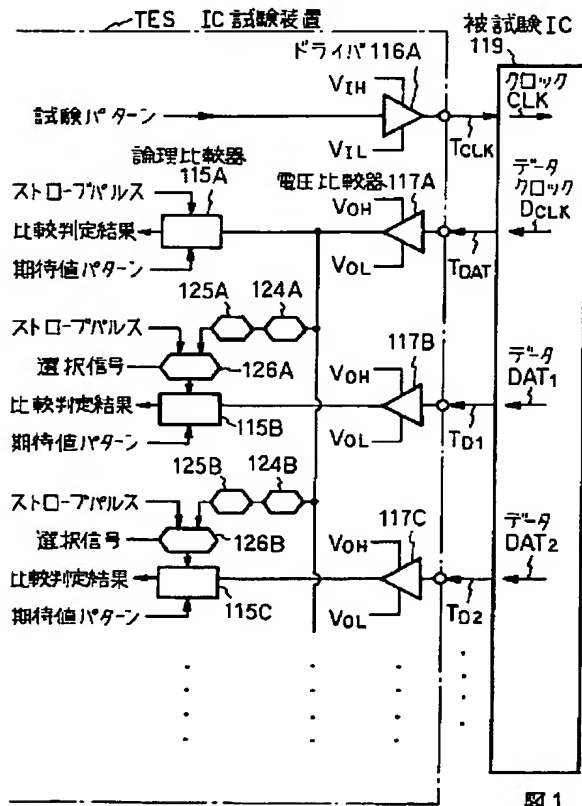 TES IC試験装置
被試験IC
119
ドライバ116A
VIH
クロック
CLK
試験パターン
VIL
TCLK
論理比較器
115A
電圧比較器117A
データ
クロック
DCLK
ストローブパルス
VOH
比較判定結果
期待値パターン
VOL
TDAT
125A 124A
ストローブパルス
117B
選択信号
126A
VOH
データ
DAT1
比較判定結果
115B
期待値パターン
VOL
TD1
125B 124B
ストローブパルス
117C
選択信号
126B
VOH
データ
DAT2
比較判定結果
115C
期待値パターン
VOL
TD2
図1